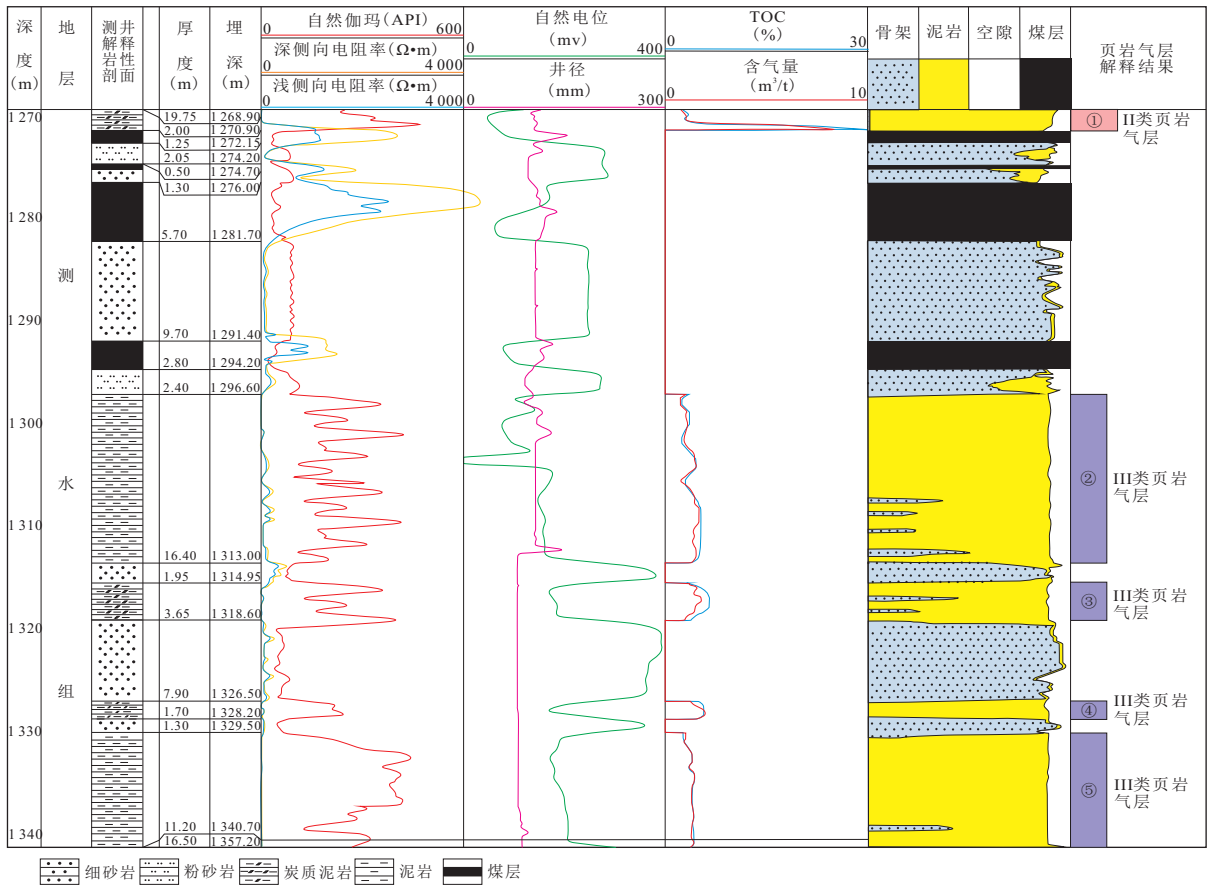 深度(m)
地层
测井解释岩性剖面
厚度(m)
埋深(m)
自然伽玛(API)
0 600
深侧向电阻率(Ω•m)
0 4 000
浅侧向电阻率(Ω•m)
0 4 000
自然电位
(mv)
0 400
井径
(mm)
0 300
TOC
(%)
0 30
含气量
(m³/t)
0 10
骨架 泥岩 空隙 煤层
页岩气层
解释结果
1 270
1 280
1 290
1 300
1 310
1 320
1 330
1 340
测水组
19.75 1 268.90
2.00 1 270.90
1.25 1 272.15
2.05 1 274.20
0.50 1 274.70
1.30 1 276.00
5.70 1 281.70
9.70 1 291.40
2.80 1 294.20
2.40 1 296.60
16.40 1 313.00
1.95 1 314.95
3.65 1 318.60
7.90 1 326.50
1.70 1 328.20
1.30 1 329.50
11.20 1 340.70
16.50 1 357.20
① II类页岩
气层
② III类页岩
气层
③ III类页岩
气层
④ III类页岩
气层
⑤ III类页岩
气层
细砂岩 粉砂岩 炭质泥岩 泥岩 煤层